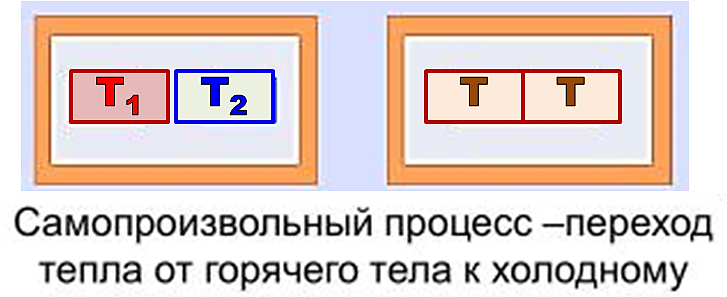 T1 T2 T T
Самопроизвольный процесс –переход
тепла от горячего тела к холодному